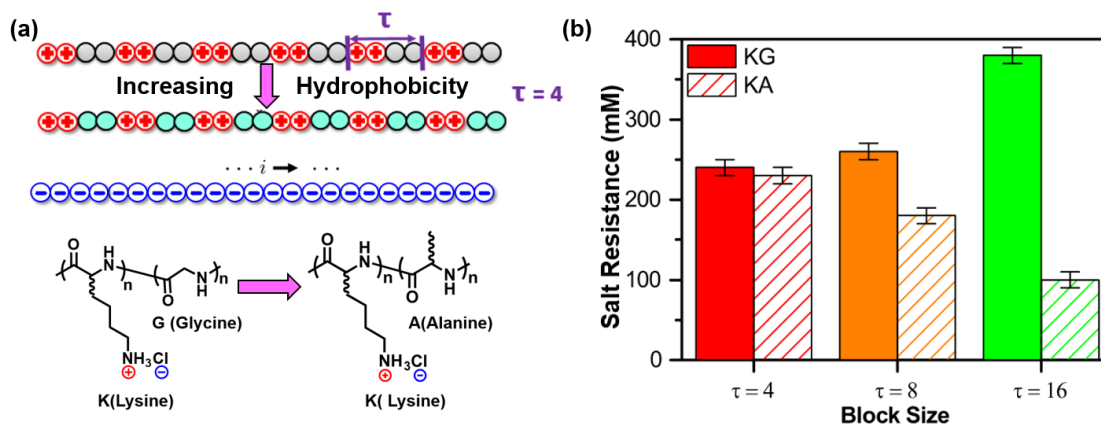 (a)
τ
Increasing Hydrophobicity
τ = 4
··· i → ···
O
H
N
n
O
N
H
n
G (Glycine)
NH3Cl
K(Lysine)
O
H
N
n
O
N
H
n
A(Alanine)
NH3Cl
K( Lysine)
(b)
KG
KA
Salt Resistance (mM)
400
300
200
100
0
τ = 4 τ = 8 τ = 16
Block Size